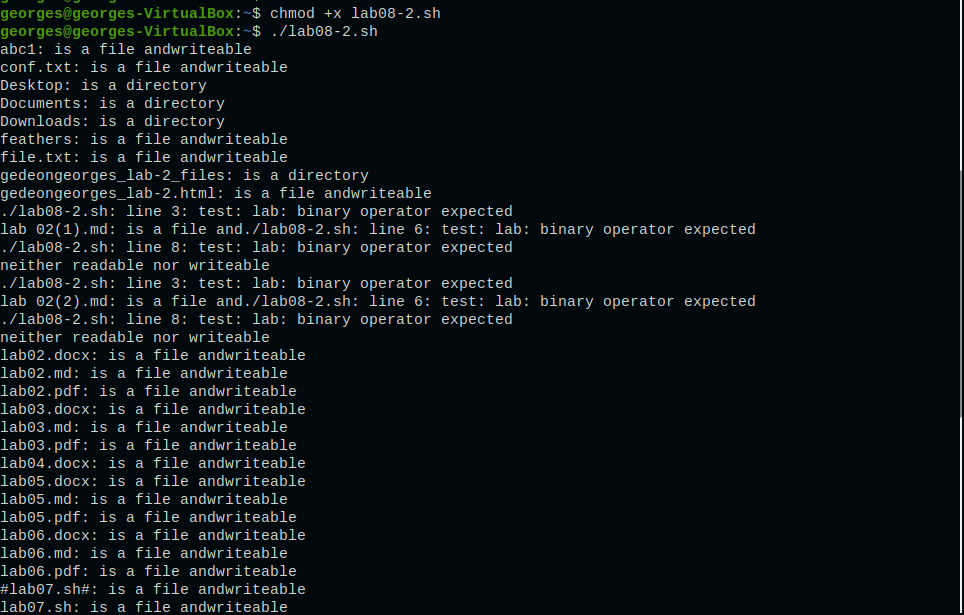 georges@georges-VirtualBox:~$ chmod +x lab08-2.sh
georges@georges-VirtualBox:~$ ./lab08-2.sh
abc1: is a file andwriteable
conf.txt: is a file andwriteable
Desktop: is a directory
Documents: is a directory
Downloads: is a directory
feathers: is a file andwriteable
file.txt: is a file andwriteable
gedeongeorges_lab-2_files: is a directory
gedeongeorges_lab-2.html: is a file andwriteable
./lab08-2.sh: line 3: test: lab: binary operator expected
lab 02(1).md: is a file and./lab08-2.sh: line 6: test: lab: binary operator expected
./lab08-2.sh: line 8: test: lab: binary operator expected
neither readable nor writeable
./lab08-2.sh: line 3: test: lab: binary operator expected
lab 02(2).md: is a file and./lab08-2.sh: line 6: test: lab: binary operator expected
./lab08-2.sh: line 8: test: lab: binary operator expected
neither readable nor writeable
lab02.docx: is a file andwriteable
lab02.md: is a file andwriteable
lab02.pdf: is a file andwriteable
lab03.docx: is a file andwriteable
lab03.md: is a file andwriteable
lab03.pdf: is a file andwriteable
lab04.docx: is a file andwriteable
lab05.docx: is a file andwriteable
lab05.md: is a file andwriteable
lab05.pdf: is a file andwriteable
lab06.docx: is a file andwriteable
lab06.md: is a file andwriteable
lab06.pdf: is a file andwriteable
#lab07.sh#: is a file andwriteable
lab07.sh: is a file andwriteable